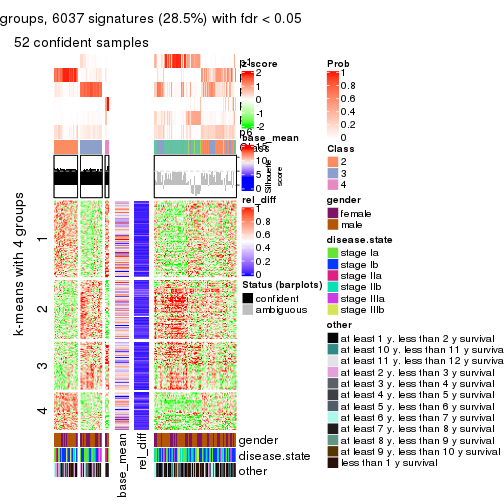 groups, 6037 signatures (28.5%) with fdr < 0.05
52 confident samples
k-means with 4 groups
1
2
3
4
base_mean
rel_diff
gender
disease.state
other
p1
p6
z-score
2
1
0
-1
-2
base_mean
15
10
5
0
Silhouette
score
rel_diff
1
0.8
0.6
0.4
0.2
0
Status (barplots)
confident
ambiguous
Prob
1
0.8
0.6
0.4
0.2
0
Class
2
3
4
gender
female
male
disease.state
stage Ia
stage Ib
stage IIa
stage IIb
stage IIIa
stage IIIb
other
at least 1 y. less than 2 y survival
at least 10 y. less than 11 y surviva
at least 11 y. less than 12 y surviva
at least 2 y. less than 3 y survival
at least 3 y. less than 4 y survival
at least 4 y. less than 5 y survival
at least 5 y. less than 6 y survival
at least 6 y. less than 7 y survival
at least 7 y. less than 8 y survival
at least 8 y. less than 9 y survival
at least 9 y. less than 10 y survival
less than 1 y survival